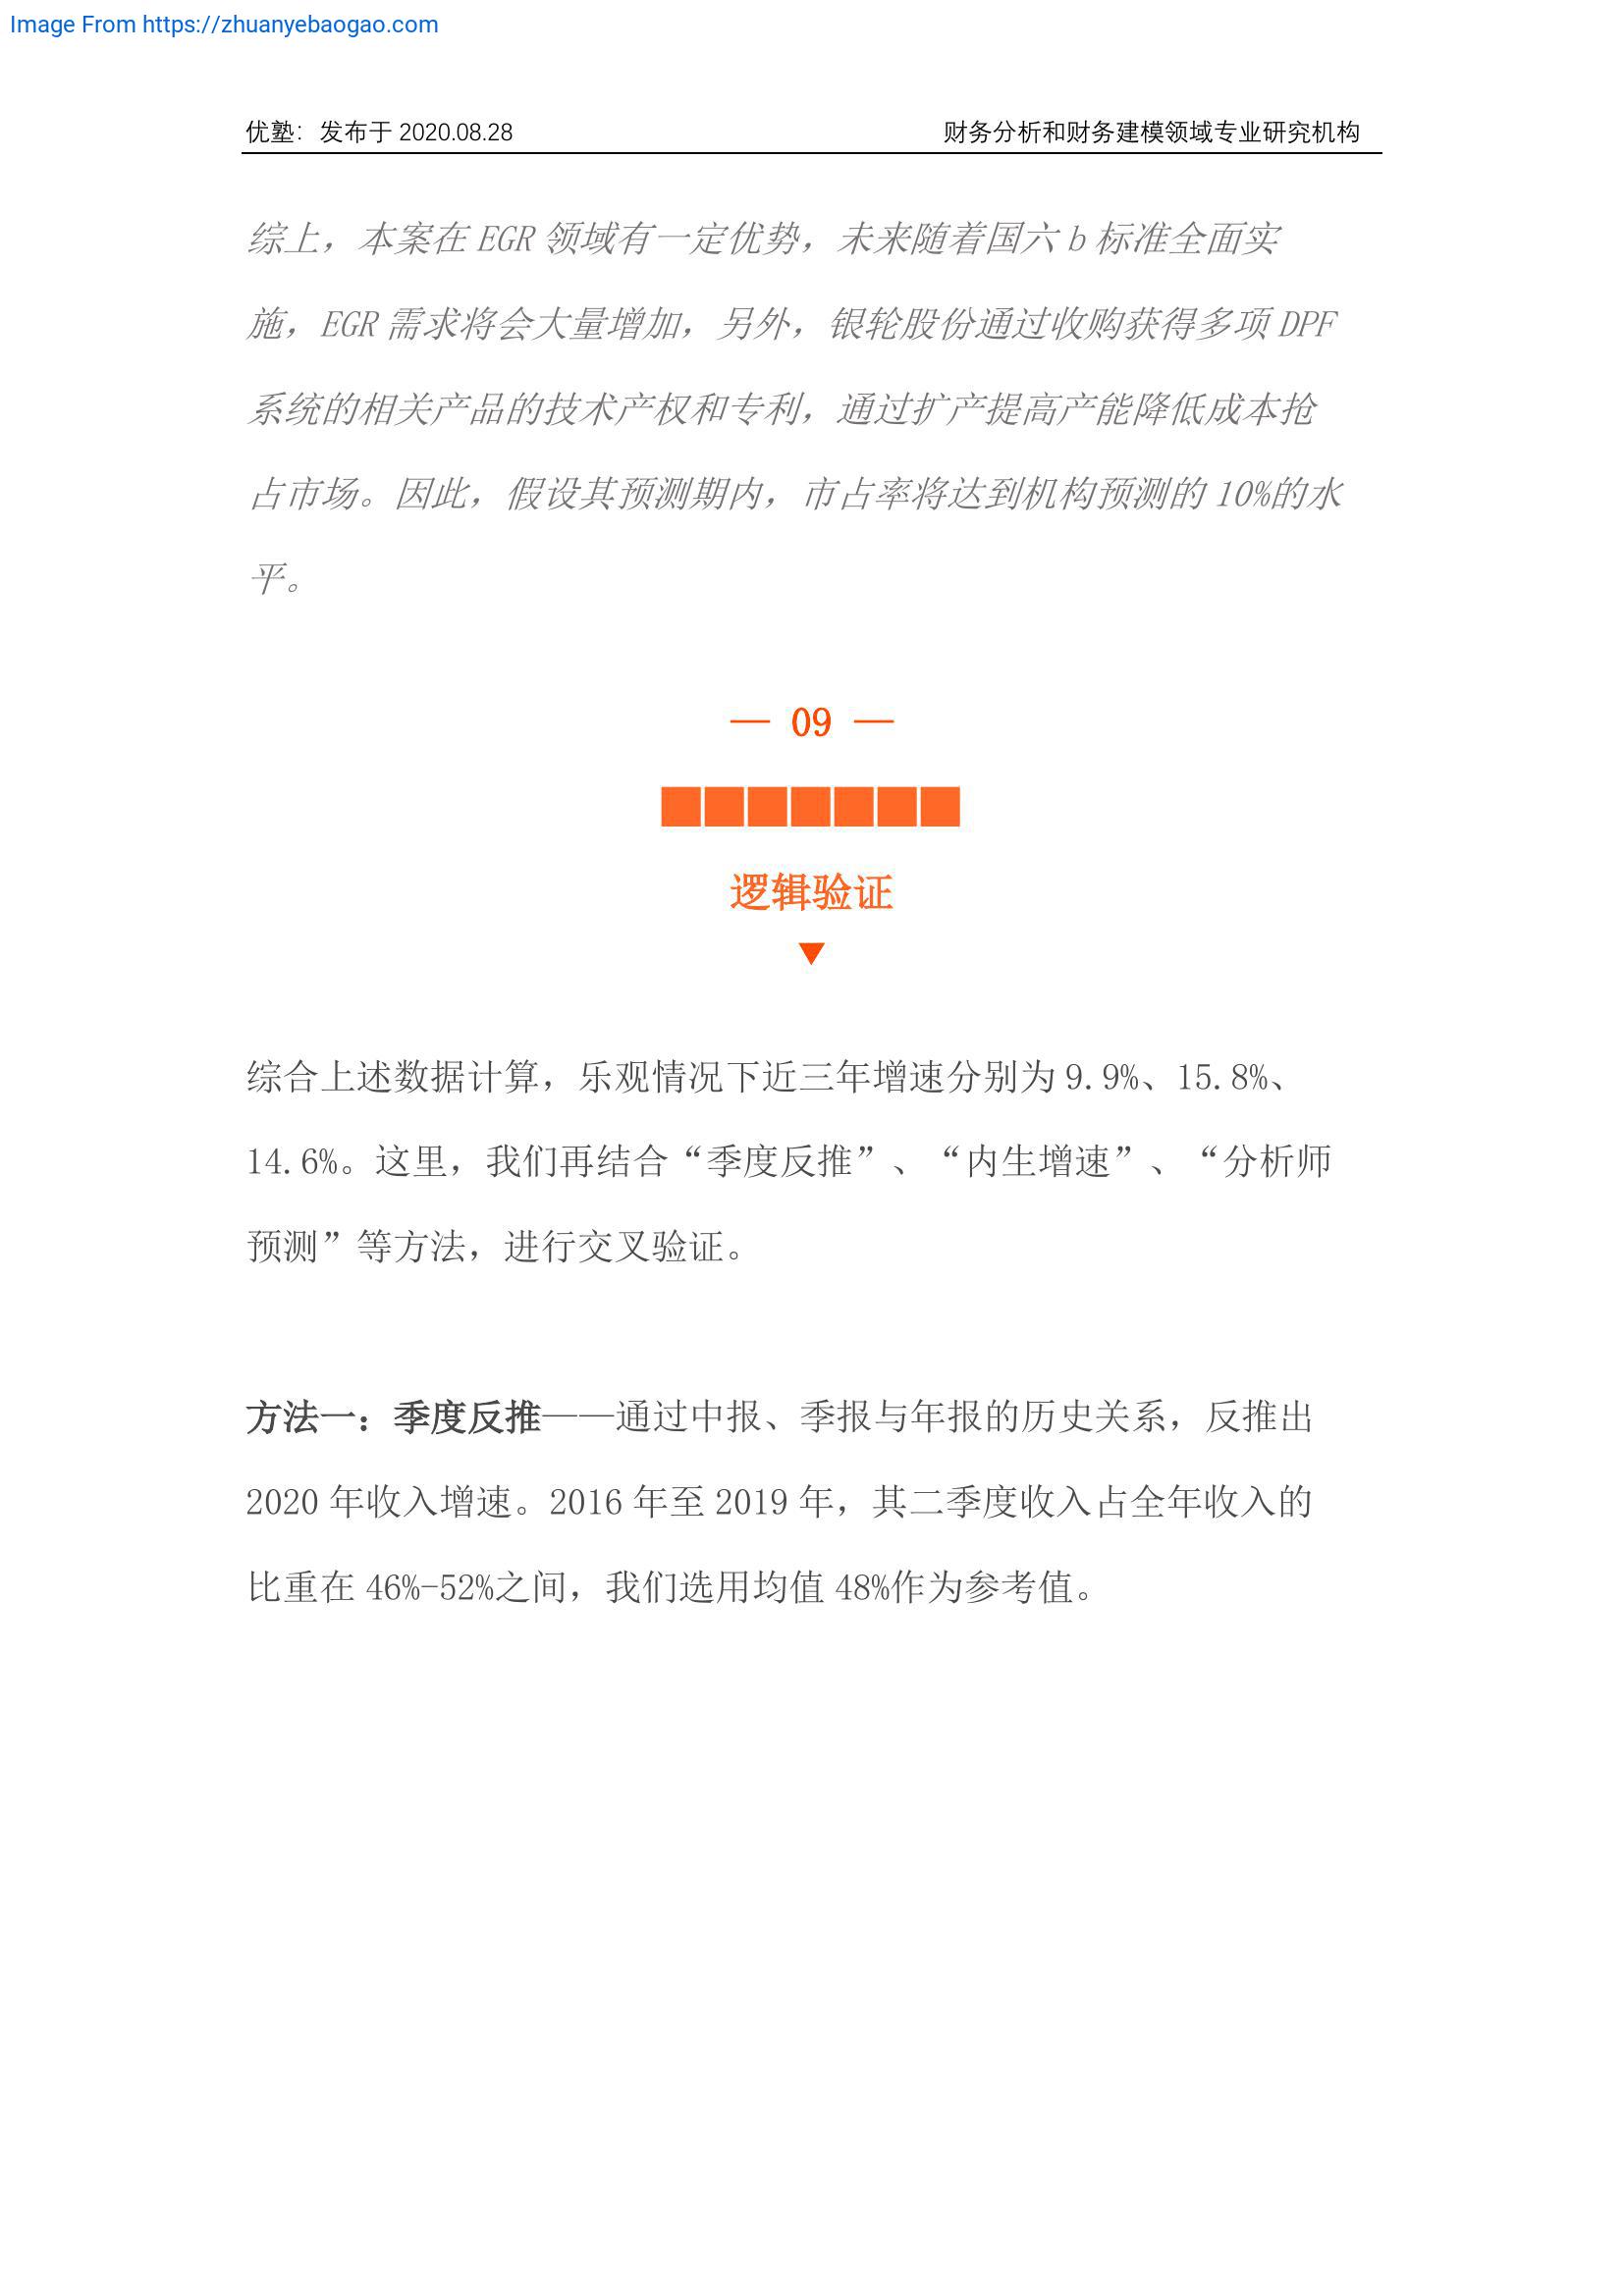 Image From https://zhuanyebaogao.com
优塾：发布于 2020.08.28 财务分析和财务建模领域专业研究机构
综上，本案在 EGR 领域有一定优势，未来随着国六 b 标准全面实
施，EGR 需求将会大量增加，另外，银轮股份通过收购获得多项 DPF
系统的相关产品的技术产权和专利，通过扩产提高产能降低成本抢
占市场。因此，假设其预测期内，市占率将达到机构预测的 10%的水
平。
— 09 —
■■■■■■■
逻辑验证
▼
综合上述数据计算，乐观情况下近三年增速分别为 9.9%、15.8%、
14.6%。这里，我们再结合“季度反推”、“内生增速”、“分析师
预测”等方法，进行交叉验证。
方法一：季度反推——通过中报、季报与年报的历史关系，反推出
2020 年收入增速。2016 年至 2019 年，其二季度收入占全年收入的
比重在 46%-52%之间，我们选用均值 48%作为参考值。